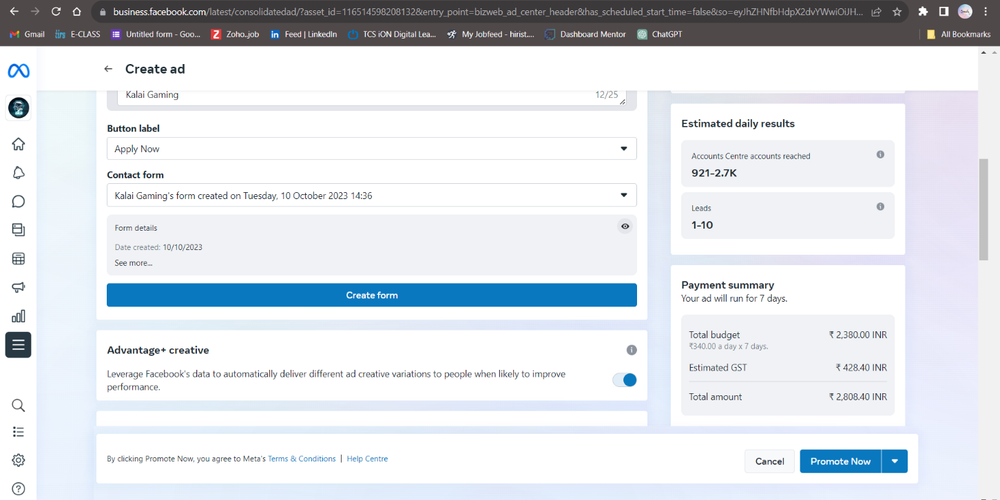 business.facebook.com/latest/consolidatedad/?asset_id=116514598208132&entry_point=bizweb_ad_center_header&has_scheduled_start_time=false&so=eyJhZHNfbHdpX2dvYWwiOiJH...
Gmail
E-CLASS
Untitled form - Goo...
Zoho.job
Feed | LinkedIn
TCS iON Digital Lea...
My Jobfeed - hirist....
Dashboard Mentor
ChatGPT
All Bookmarks
Create ad
Kalai Gaming
12/25
Button label
Apply Now
Contact form
Kalai Gaming's form created on Tuesday, 10 October 2023 14:36
Form details
Date created: 10/10/2023
See more...
Create form
Advantage+ creative
Leverage Facebook's data to automatically deliver different ad creative variations to people when likely to improve
performance.
Estimated daily results
Accounts Centre accounts reached
921-2.7K
Leads
1-10
Payment summary
Your ad will run for 7 days.
Total budget ₹ 2,380.00 INR
₹340.00 a day x 7 days.
Estimated GST ₹ 428.40 INR
Total amount ₹ 2,808.40 INR
By clicking Promote Now, you agree to Meta's Terms & Conditions | Help Centre
Cancel
Promote Now